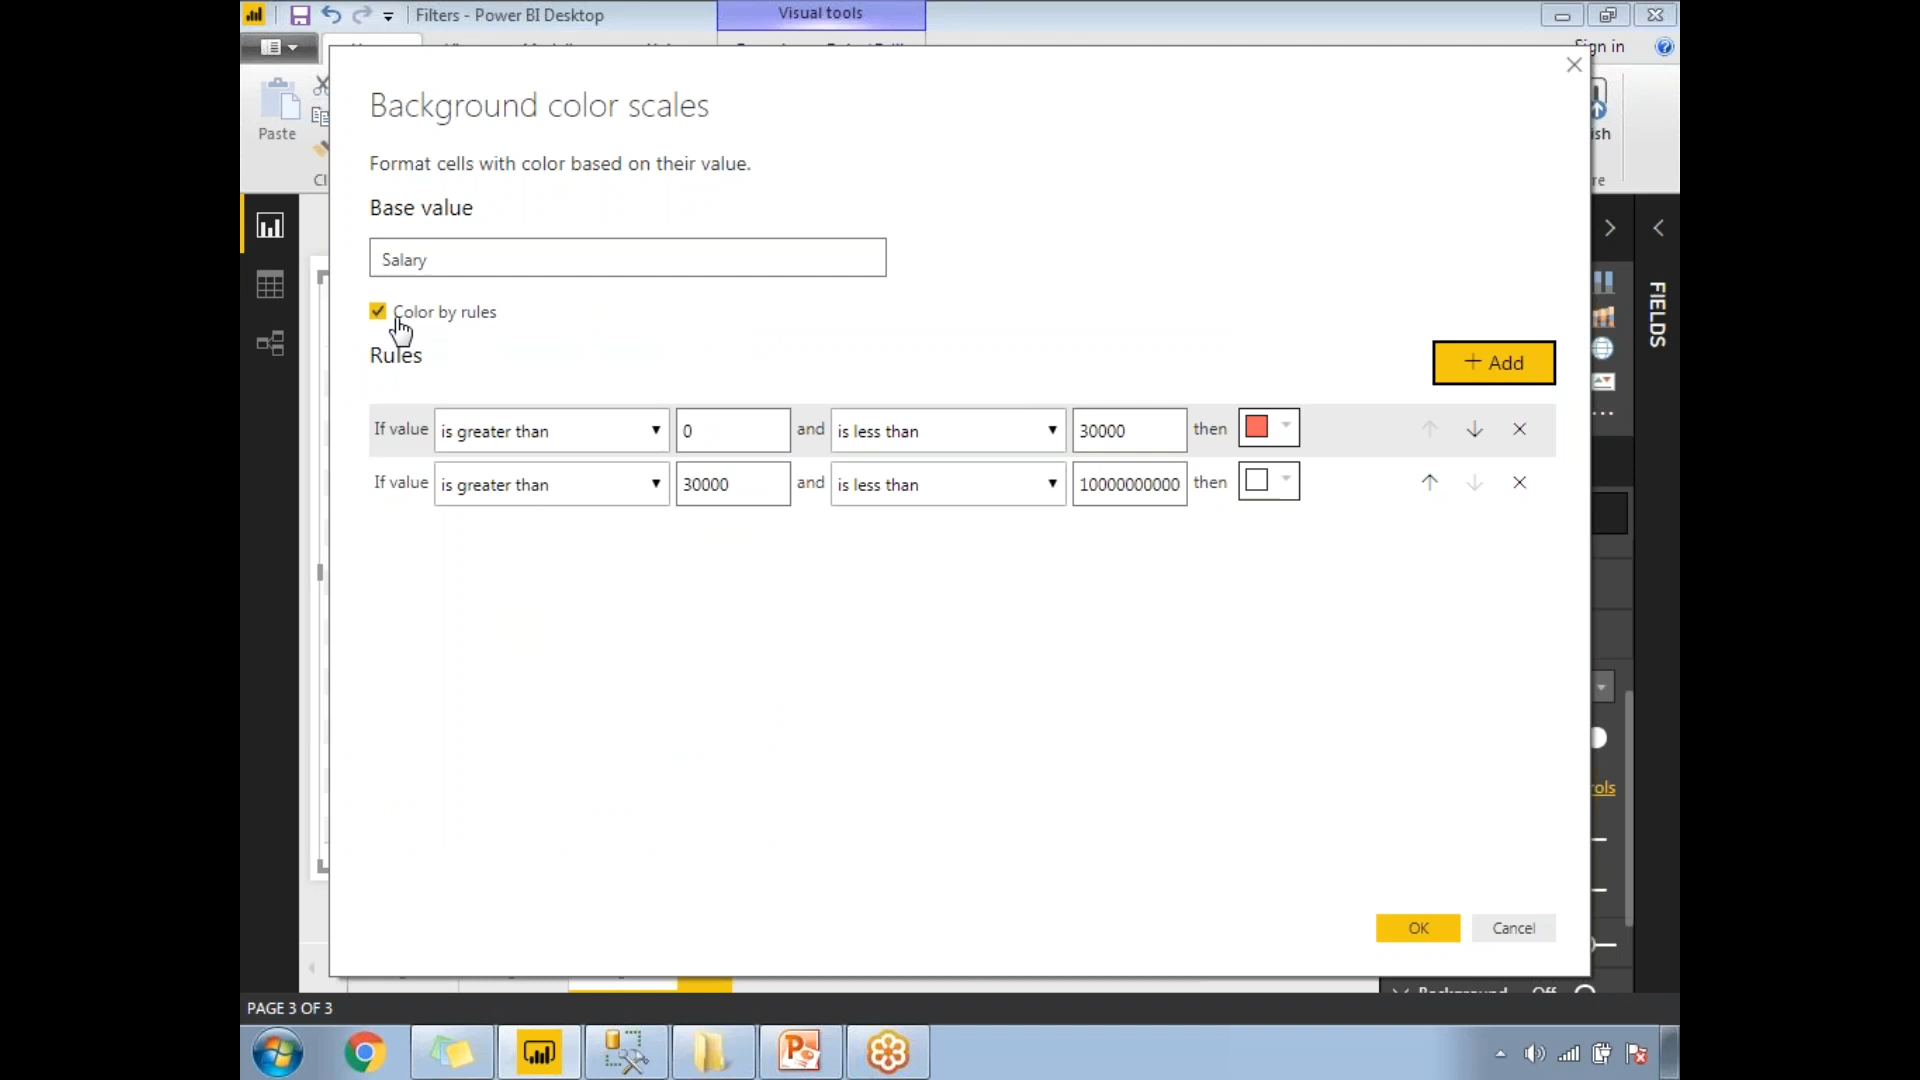 Filters - Power BI Desktop
Visual tools
Sign in
Paste
Background color scales
Format cells with color based on their value.
Base value
Salary
Color by rules
Rules
+ Add
If value is greater than 0 and is less than 30000 then
If value is greater than 30000 and is less than 10000000000 then
OK
Cancel
FIELDS
PAGE 3 OF 3